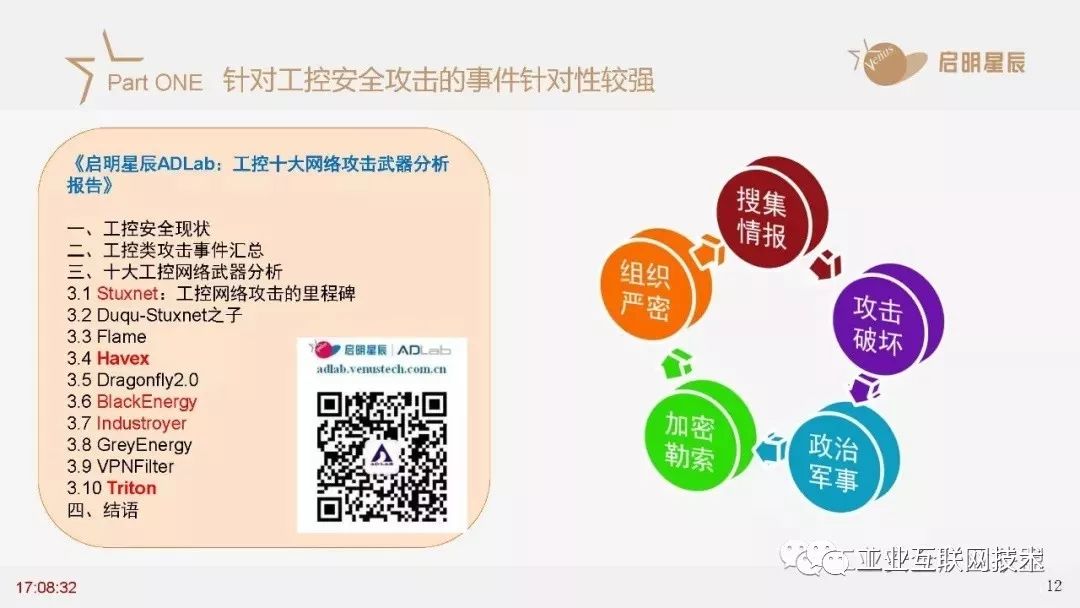 Part ONE 针对工控安全攻击的事件针对性较强
Venus
启明星辰
《启明星辰ADLab：工控十大网络攻击武器分析
报告》
一、工控安全现状
二、工控类攻击事件汇总
三、十大工控网络武器分析
3.1 Stuxnet：工控网络攻击的里程碑
3.2 Duqu-Stuxnet之子
3.3 Flame
3.4 Havex
3.5 Dragonfly2.0
3.6 BlackEnergy
3.7 Industroyer
3.8 GreyEnergy
3.9 VPNFilter
3.10 Triton
四、结语
启明星辰 ADLab
adlab.venustech.com.cn
ADLAB
搜集
情报
攻击
破坏
政治
军事
加密
勒索
组织
严密
工业互联网技术
17:08:32
12